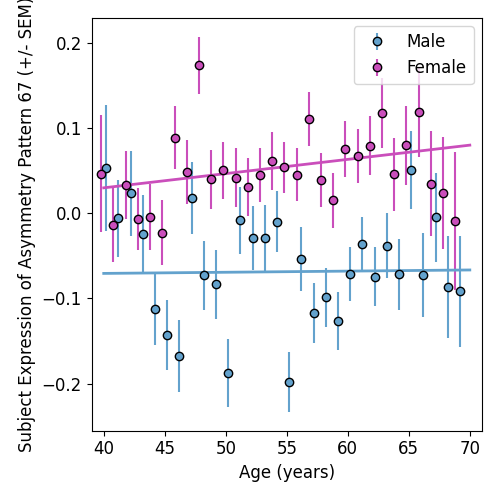 Subject Expression of Asymmetry Pattern 67 (+/- SEM)
0.2
0.1
0.0
−0.1
−0.2
Male
Female
40 45 50 55 60 65 70
Age (years)